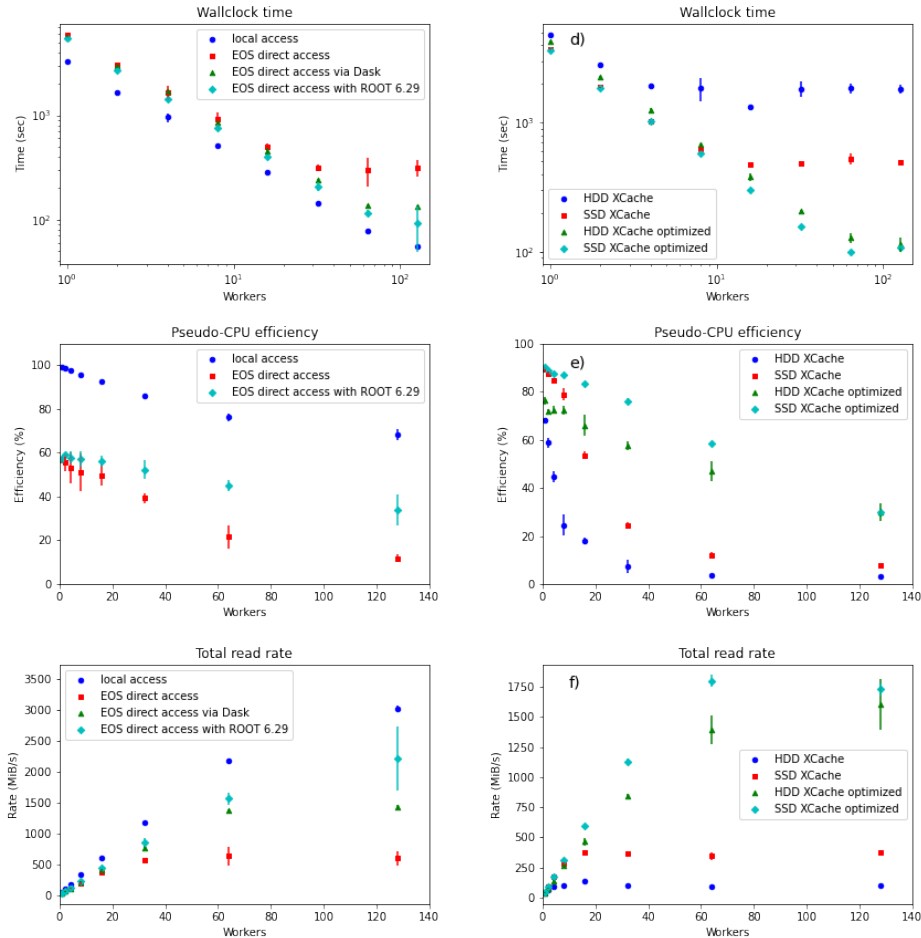 Wallclock time
local access
EOS direct access
EOS direct access via Dask
EOS direct access with ROOT 6.29
10³
10²
Time (sec)
10⁰
10¹
10²
Workers
Wallclock time
d)
HDD XCache
SSD XCache
HDD XCache optimized
SSD XCache optimized
10³
10²
Time (sec)
10⁰
10¹
10²
Workers
Pseudo-CPU efficiency
local access
EOS direct access
EOS direct access with ROOT 6.29
100
80
60
40
20
0
Efficiency (%)
0 20 40 60 80 100 120 140
Workers
Pseudo-CPU efficiency
e)
HDD XCache
SSD XCache
HDD XCache optimized
SSD XCache optimized
100
80
60
40
20
0
Efficiency (%)
0 20 40 60 80 100 120 140
Workers
Total read rate
local access
EOS direct access
EOS direct access via Dask
EOS direct access with ROOT 6.29
3500
3000
2500
2000
1500
1000
500
0
Rate (MiB/s)
0 20 40 60 80 100 120 140
Workers
Total read rate
f)
HDD XCache
SSD XCache
HDD XCache optimized
SSD XCache optimized
1750
1500
1250
1000
750
500
250
0
Rate (MiB/s)
0 20 40 60 80 100 120 140
Workers